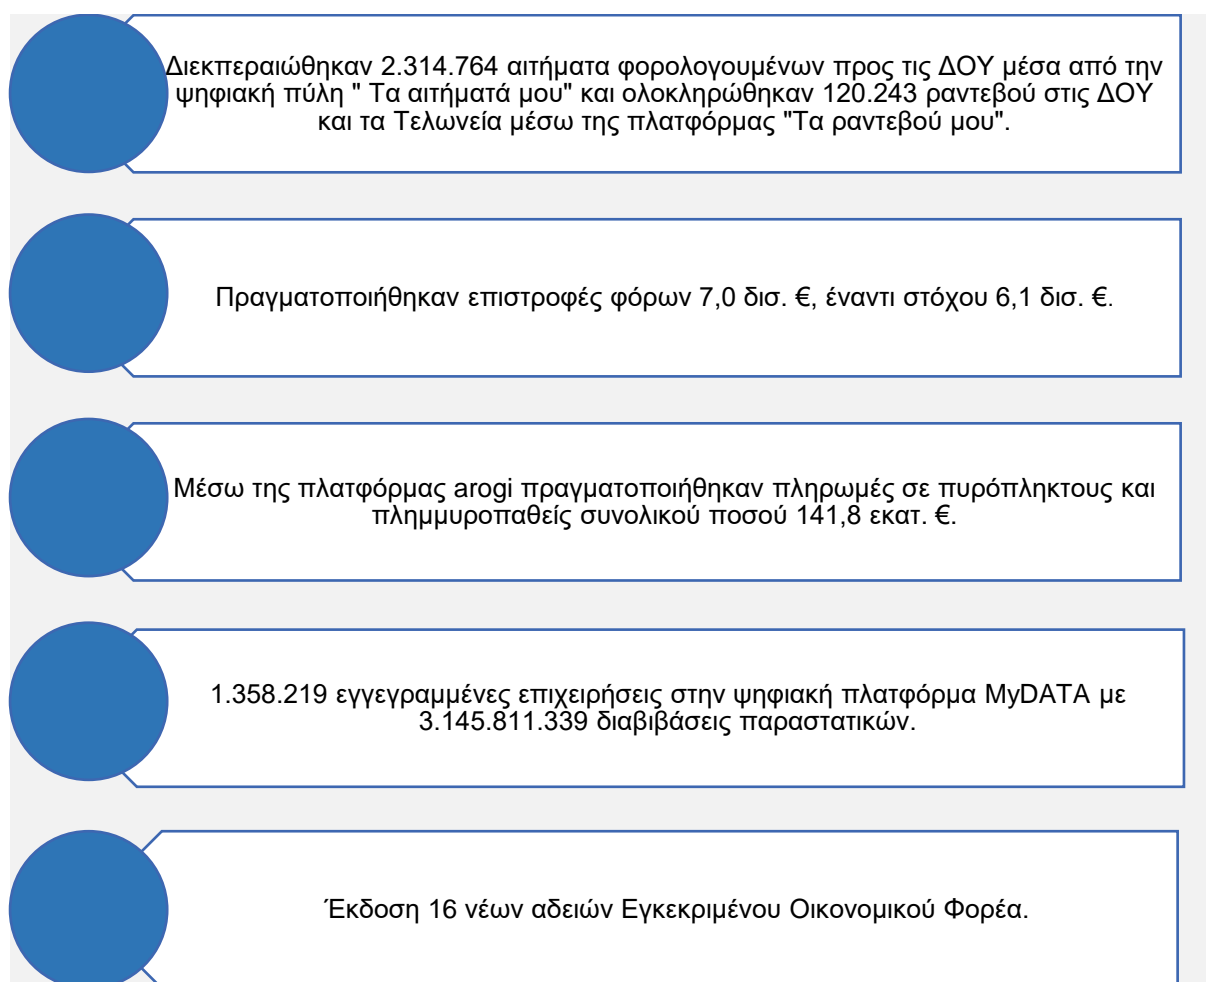 Διεκπεραιώθηκαν 2.314.764 αιτήματα φορολογουμένων προς τις ΔΟΥ μέσα από την
ψηφιακή πύλη " Τα αιτήματά μου" και ολοκληρώθηκαν 120.243 ραντεβού στις ΔΟΥ
και τα Τελωνεία μέσω της πλατφόρμας "Τα ραντεβού μου".
Πραγματοποιήθηκαν επιστροφές φόρων 7,0 δισ. €, έναντι στόχου 6,1 δισ. €.
Μέσω της πλατφόρμας arogi πραγματοποιήθηκαν πληρωμές σε πυρόπληκτους και
πλημμυροπαθείς συνολικού ποσού 141,8 εκατ. €.
1.358.219 εγγεγραμμένες επιχειρήσεις στην ψηφιακή πλατφόρμα MyDATA με
3.145.811.339 διαβιβάσεις παραστατικών.
Έκδοση 16 νέων αδειών Εγκεκριμένου Οικονομικού Φορέα.